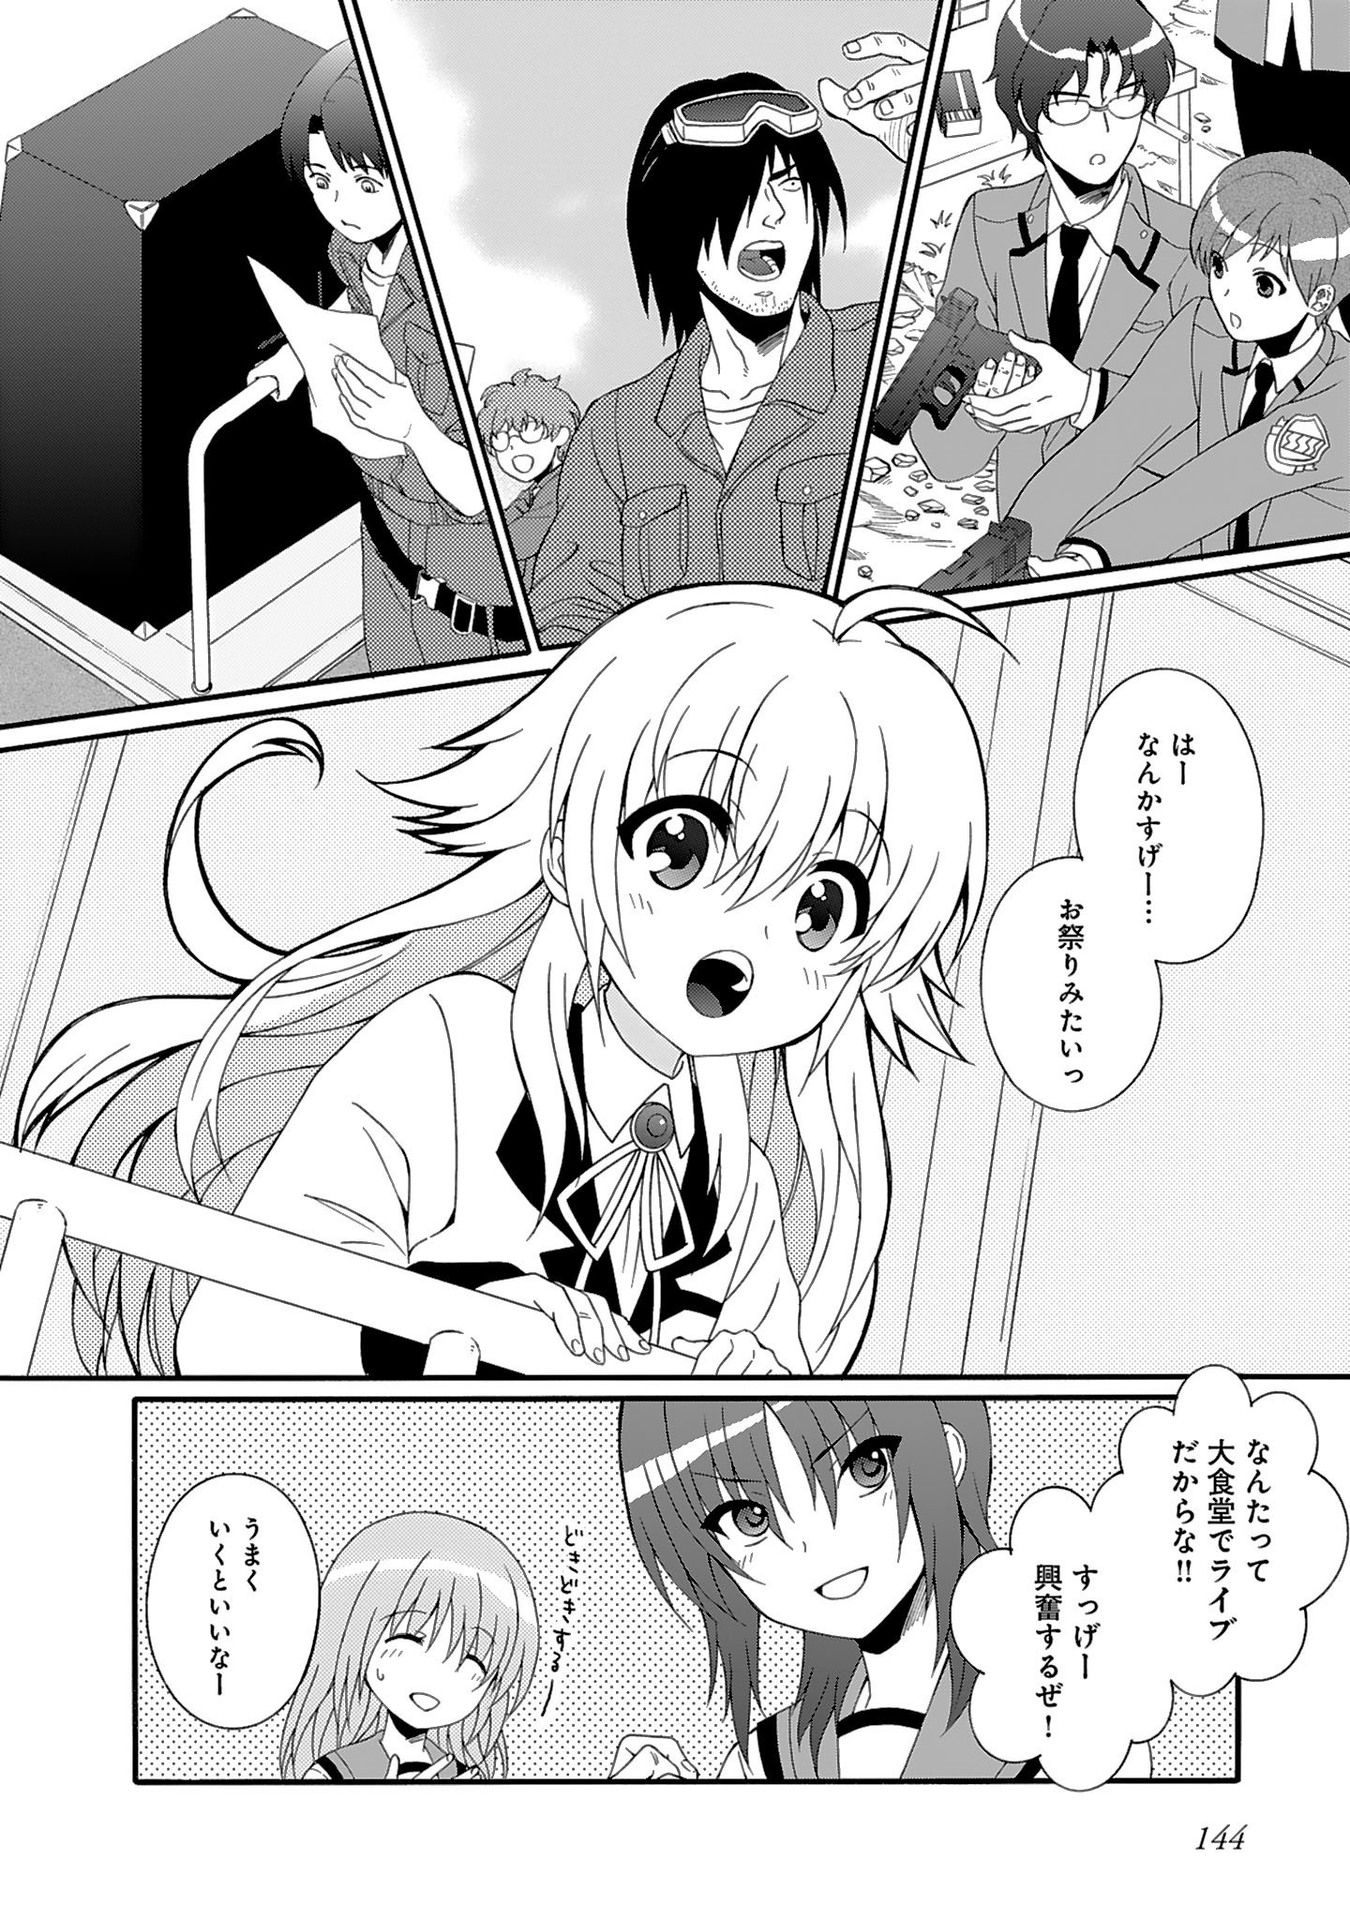 はー
なんかすげー…
お祭りみたいっ
なんたって
大食堂でライブ
だからな!!
すっげー
興奮するぜ！
どきどきするー
うまく
いくといいなー
SSS
144